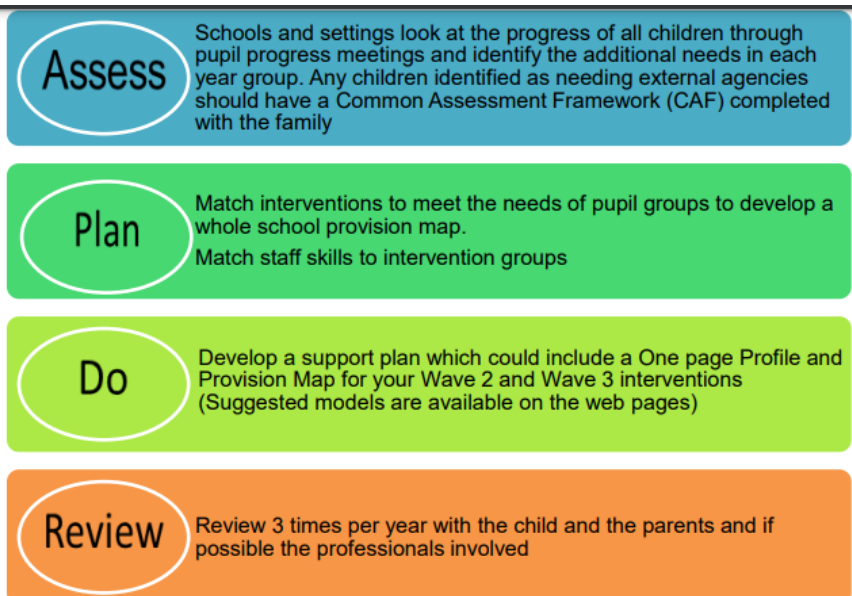 Assess
Schools and settings look at the progress of all children through
pupil progress meetings and identify the additional needs in each
year group. Any children identified as needing external agencies
should have a Common Assessment Framework (CAF) completed
with the family
Plan
Match interventions to meet the needs of pupil groups to develop a
whole school provision map.
Match staff skills to intervention groups
Do
Develop a support plan which could include a One page Profile and
Provision Map for your Wave 2 and Wave 3 interventions
(Suggested models are available on the web pages)
Review
Review 3 times per year with the child and the parents and if
possible the professionals involved